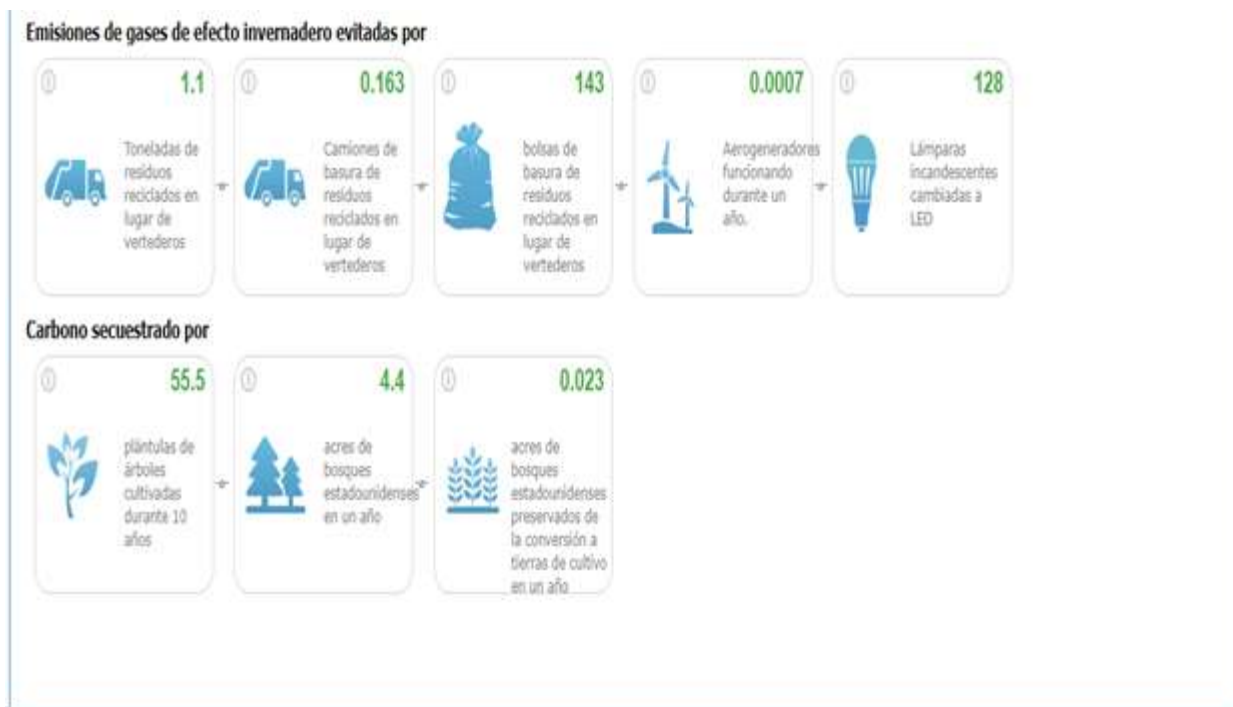 Emisiones de gases de efecto invernadero evitadas por
1.1
Toneladas de
residuos
reciclados en
lugar de
vertederos
0.163
Camiones de
basura de
residuos
reciclados en
lugar de
vertederos
143
bolsas de
basura de
residuos
reciclados en
lugar de
vertederos
0.0007
Aerogeneradores
funcionando
durante un
año.
128
Lámparas
incandescentes
cambiadas a
LED
Carbono secuestrado por
55.5
plántulas de
árboles
cultivadas
durante 10
años
4.4
acres de
bosques
estadounidenses
en un año
0.023
acres de
bosques
estadounidenses
preservados de
la conversión a
tierras de cultivo
en un año